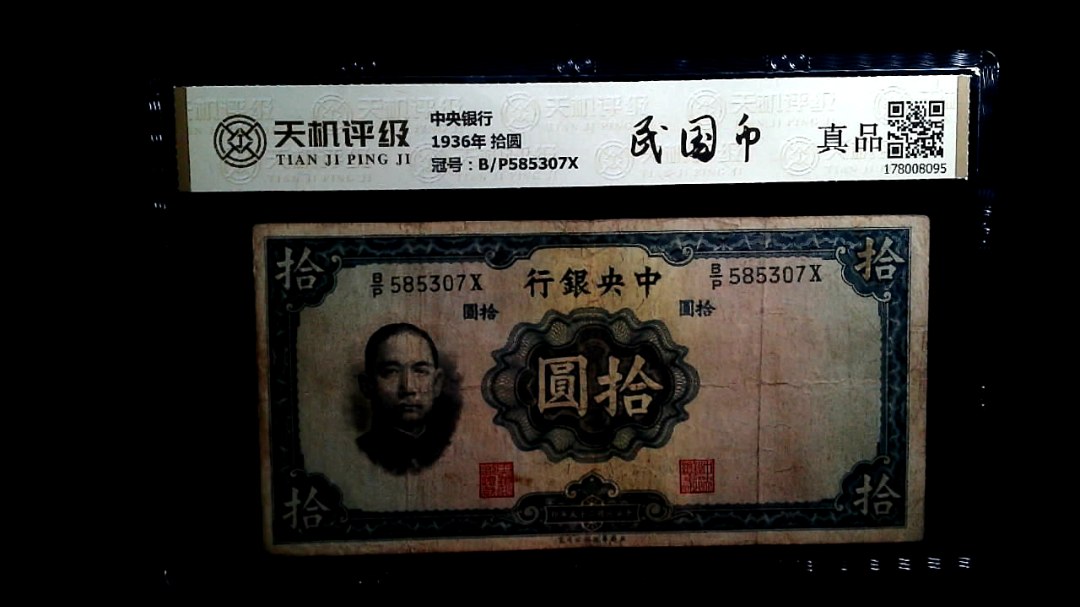 天机评级
TIAN JI PING JI
中央银行
1936年 拾圆
冠号：B/P585307X
民国币
真品
178008095
拾
拾
B/P 585307X
行銀央中
B/P 585307X
圓拾
圓拾
圓拾
拾
拾